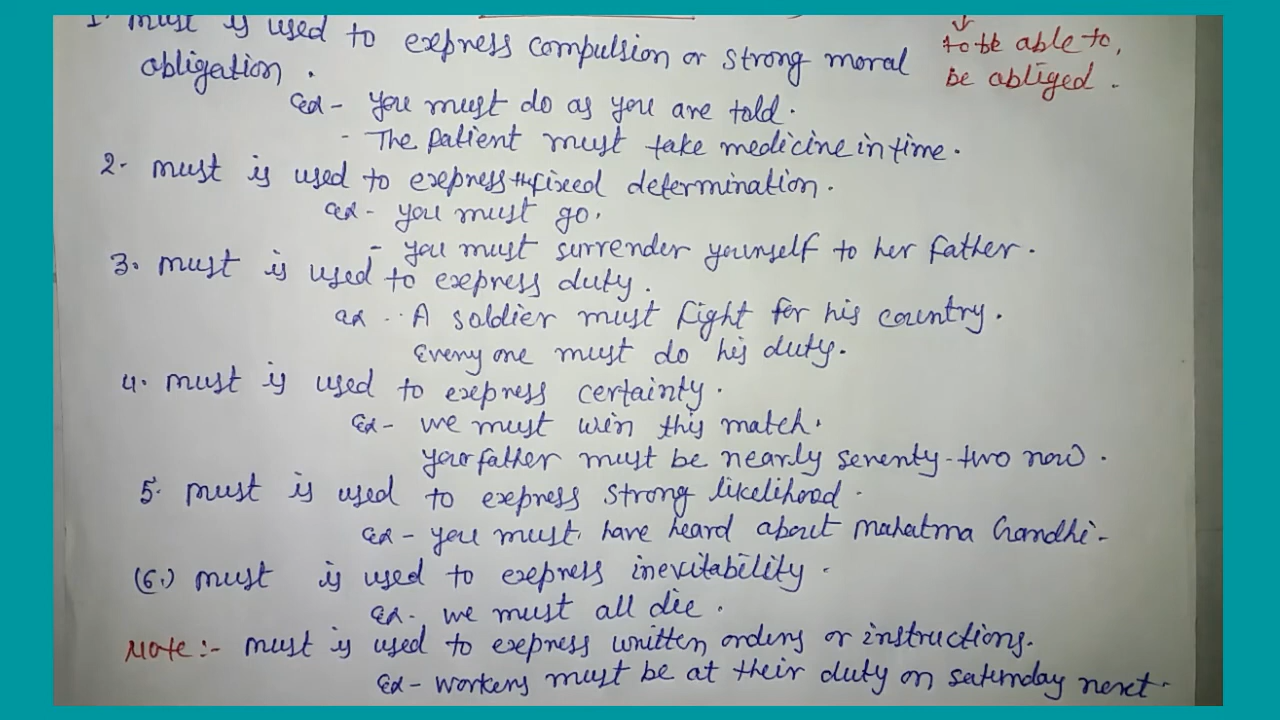 1. must is used to express compulsion or strong moral
obligation.
to be able to,
be obliged.
Ex - you must do as you are told.
- The patient must take medicine in time.
2. must is used to express the fixed determination.
Ex - you must go.
- you must surrender yourself to her father.
3. must is used to express duty.
Ex .. A soldier must fight for his country.
Every one must do his duty.
4. must is used to express certainty.
Ex - we must win this match.
your father must be nearly seventy-two now.
5. must is used to express strong likelihood.
Ex - you must have heard about Mahatma Gandhi -
(6.) must is used to express inevitability.
Ex - we must all die.
Note :- must is used to express written orders or instructions.
Ex - workers must be at their duty on saturday next.